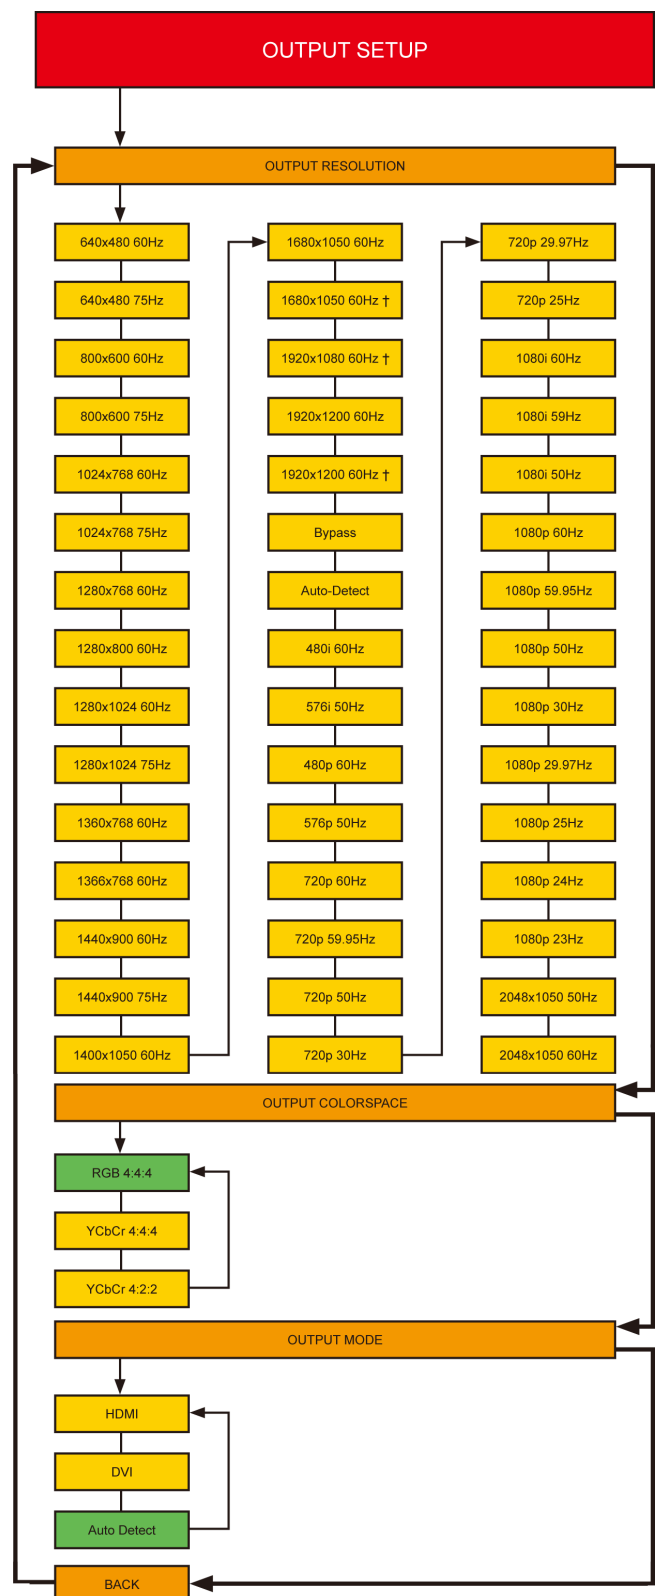 OUTPUT SETUP
OUTPUT RESOLUTION
640x480 60Hz
640x480 75Hz
800x600 60Hz
800x600 75Hz
1024x768 60Hz
1024x768 75Hz
1280x768 60Hz
1280x800 60Hz
1280x1024 60Hz
1280x1024 75Hz
1360x768 60Hz
1366x768 60Hz
1440x900 60Hz
1440x900 75Hz
1400x1050 60Hz
1680x1050 60Hz
1680x1050 60Hz †
1920x1080 60Hz †
1920x1200 60Hz
1920x1200 60Hz †
Bypass
Auto-Detect
480i 60Hz
576i 50Hz
480p 60Hz
576p 50Hz
720p 60Hz
720p 59.95Hz
720p 50Hz
720p 30Hz
720p 29.97Hz
720p 25Hz
1080i 60Hz
1080i 59Hz
1080i 50Hz
1080p 60Hz
1080p 59.95Hz
1080p 50Hz
1080p 30Hz
1080p 29.97Hz
1080p 25Hz
1080p 24Hz
1080p 23Hz
2048x1050 50Hz
2048x1050 60Hz
OUTPUT COLORSPACE
RGB 4:4:4
YCbCr 4:4:4
YCbCr 4:2:2
OUTPUT MODE
HDMI
DVI
Auto Detect
BACK